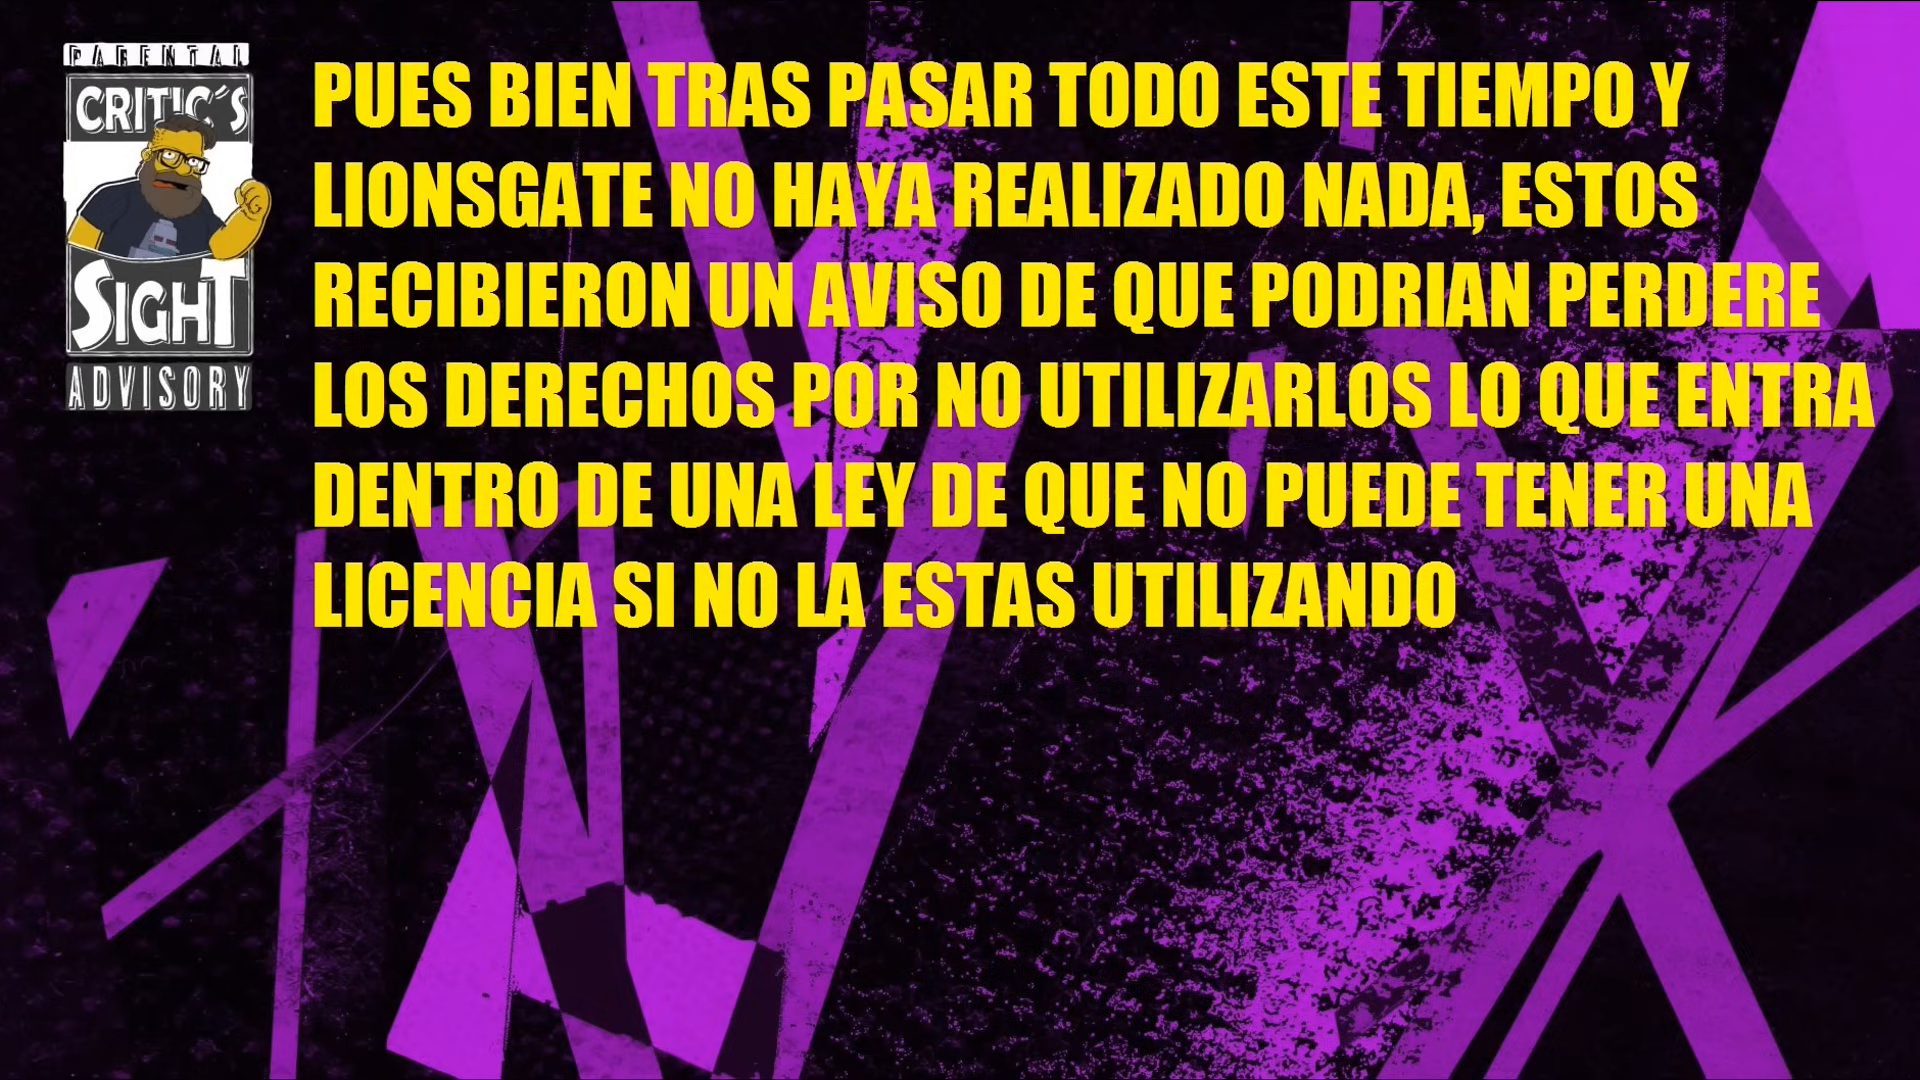 PARENTAL
CRITIC´S
SIGHT
ADVISORY
PUES BIEN TRAS PASAR TODO ESTE TIEMPO Y
LIONSGATE NO HAYA REALIZADO NADA, ESTOS
RECIBIERON UN AVISO DE QUE PODRIAN PERDERE
LOS DERECHOS POR NO UTILIZARLOS LO QUE ENTRA
DENTRO DE UNA LEY DE QUE NO PUEDE TENER UNA
LICENCIA SI NO LA ESTAS UTILIZANDO